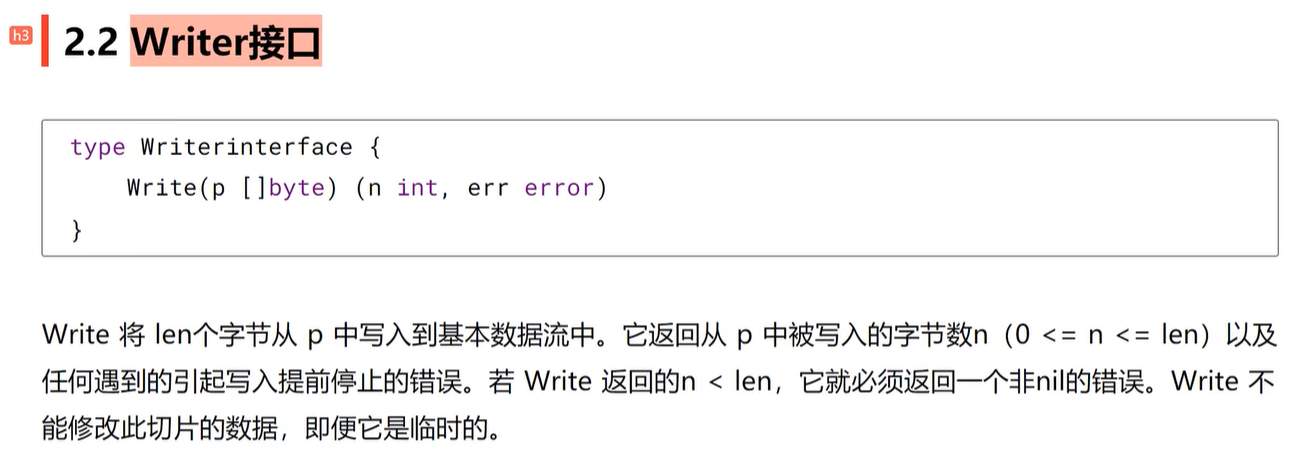 h3
2.2 Writer接口
type Writerinterface {
    Write(p []byte) (n int, err error)
}
Write 将 len个字节从 p 中写入到基本数据流中。它返回从 p 中被写入的字节数n（0 <= n <= len）以及
任何遇到的引起写入提前停止的错误。若 Write 返回的n < len，它就必须返回一个非nil的错误。Write 不
能修改此切片的数据，即便它是临时的。